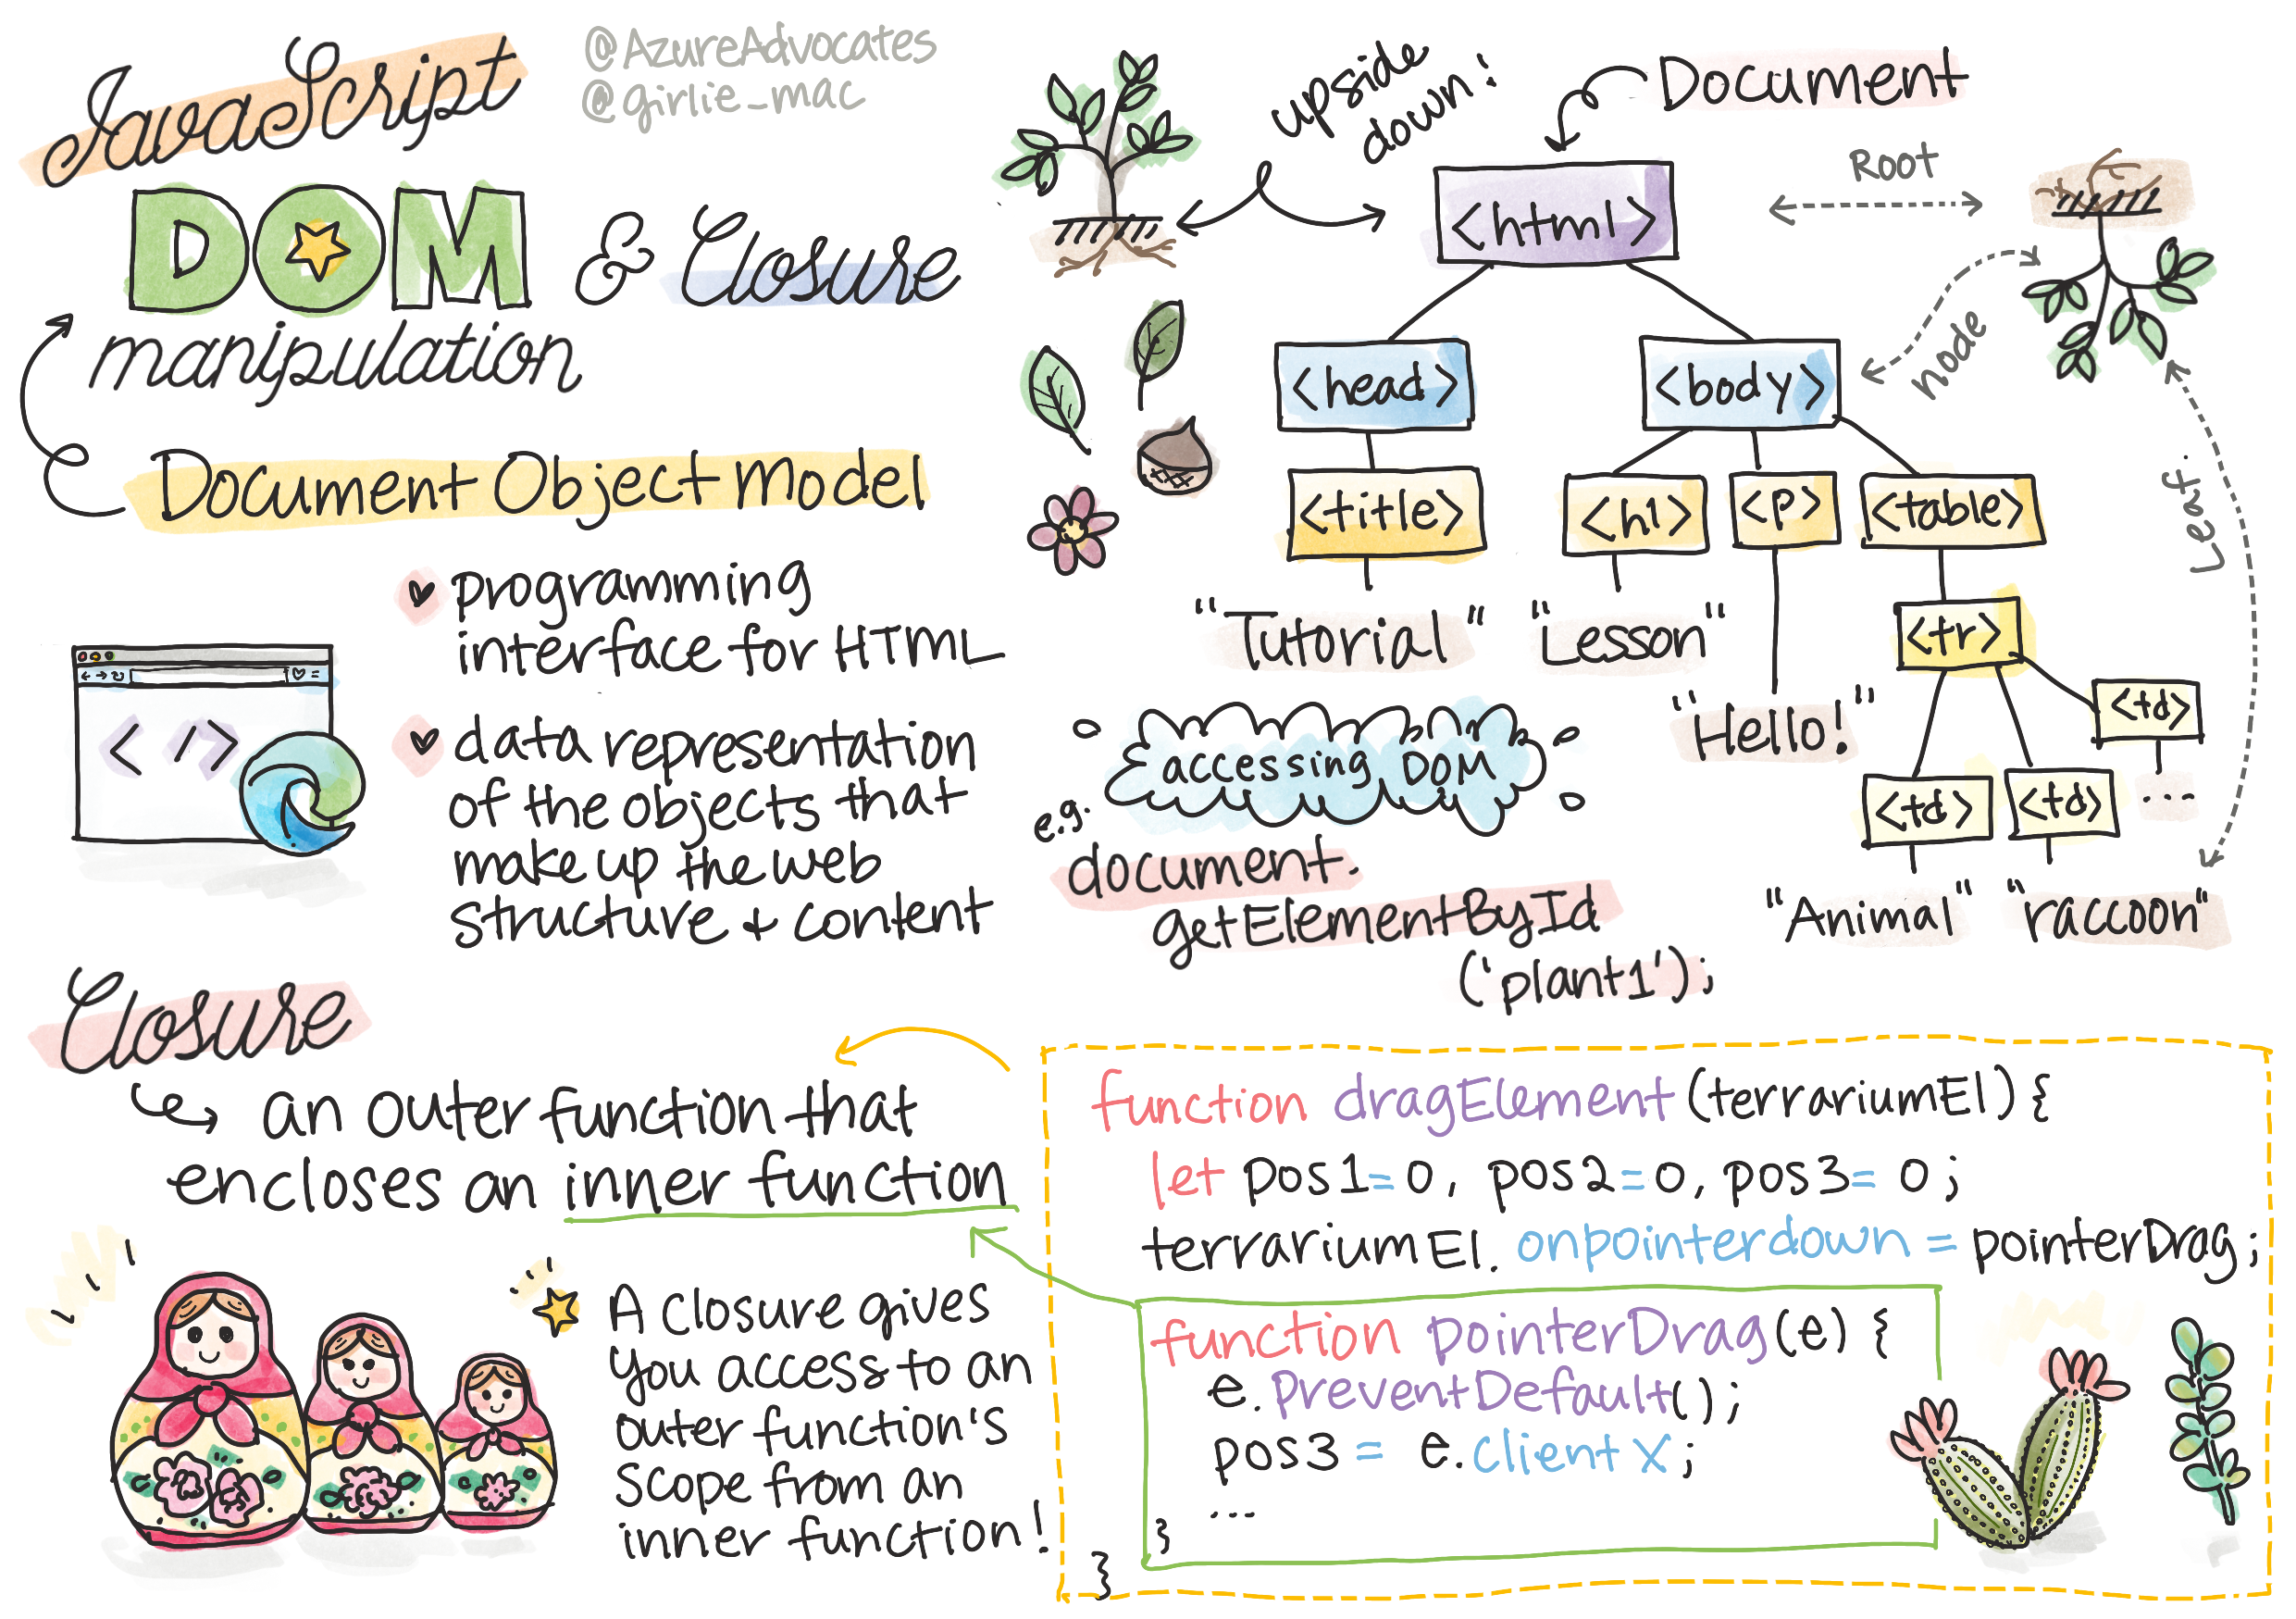 JavaScript
DOM
& Closure
manipulation
@AzureAdvocates
@girlie_mac
Document Object Model
programming
interface for HTML
data representation
of the objects that
make up the web
structure + content
< />
upside
down!
Document
<html>
Root
node
Leaf
<head>
<body>
<title>
<h1>
<p>
<table>
"Tutorial"
"Lesson"
"Hello!"
<tr>
<td>
<td>
<td>
...
"Animal"
"raccoon"
accessing DOM
e.g.
document.
getElementById
('plant1');
Closure
an outer function that
encloses an inner function
A closure gives
you access to an
outer function's
scope from an
inner function!
function dragElement (terrariumEl) {
let pos1=0, pos2=0, pos3= 0;
terrariumEl. onpointerdown = pointerDrag;
function pointerDrag(e) {
e.preventDefault();
pos3 = e.clientX;
...
}
}